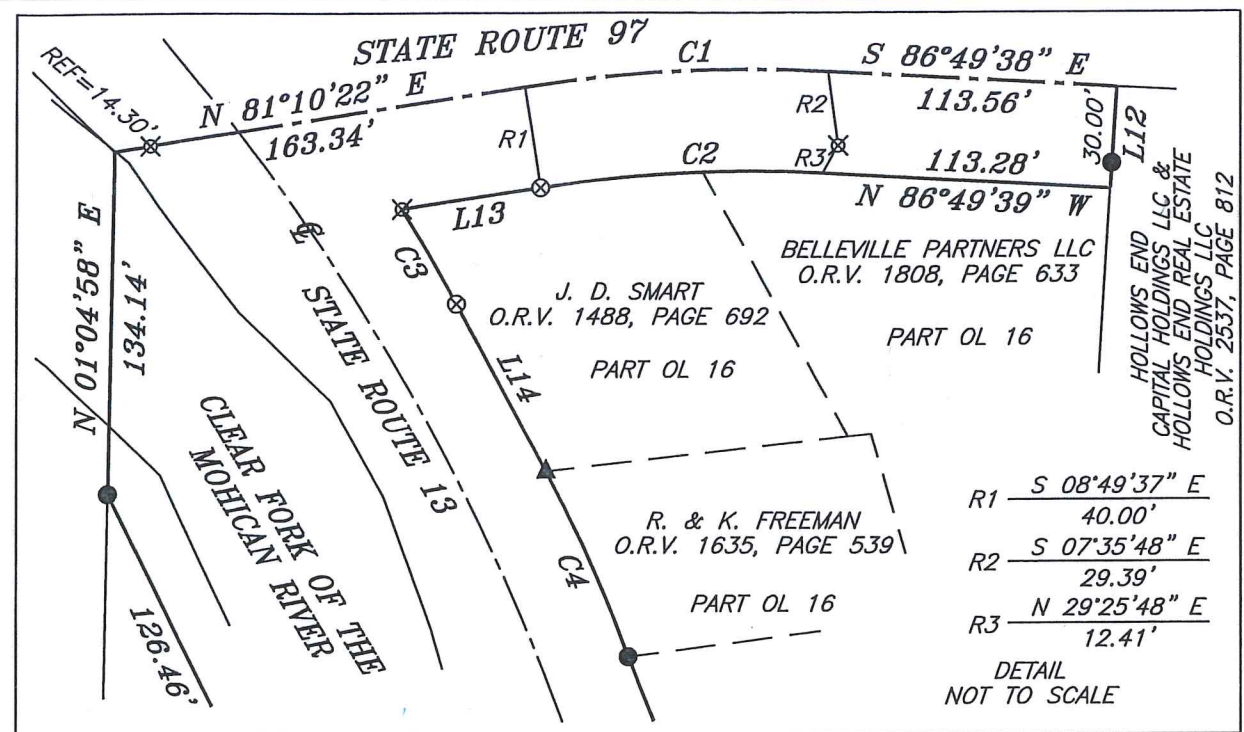 STATE ROUTE 97
C1
S 86°49'38" E
113.56'
REF=14.30'
N 81°10'22" E
163.34'
R1
R2
R3
C2
113.28'
N 86°49'39" W
30.00'
L12
L13
C3
L14
C4
N 01°04'58" E
134.14'
℄ STATE ROUTE 13
CLEAR FORK OF THE
MOHICAN RIVER
126.46'
J. D. SMART
O.R.V. 1488, PAGE 692
PART OL 16
BELLEVILLE PARTNERS LLC
O.R.V. 1808, PAGE 633
PART OL 16
HOLLOWS END
CAPITAL HOLDINGS LLC &
HOLLOWS END REAL ESTATE
HOLDINGS LLC
O.R.V. 2537, PAGE 812
R. & K. FREEMAN
O.R.V. 1635, PAGE 539
PART OL 16
R1 S 08°49'37" E
40.00'
R2 S 07°35'48" E
29.39'
R3 N 29°25'48" E
12.41'
DETAIL
NOT TO SCALE